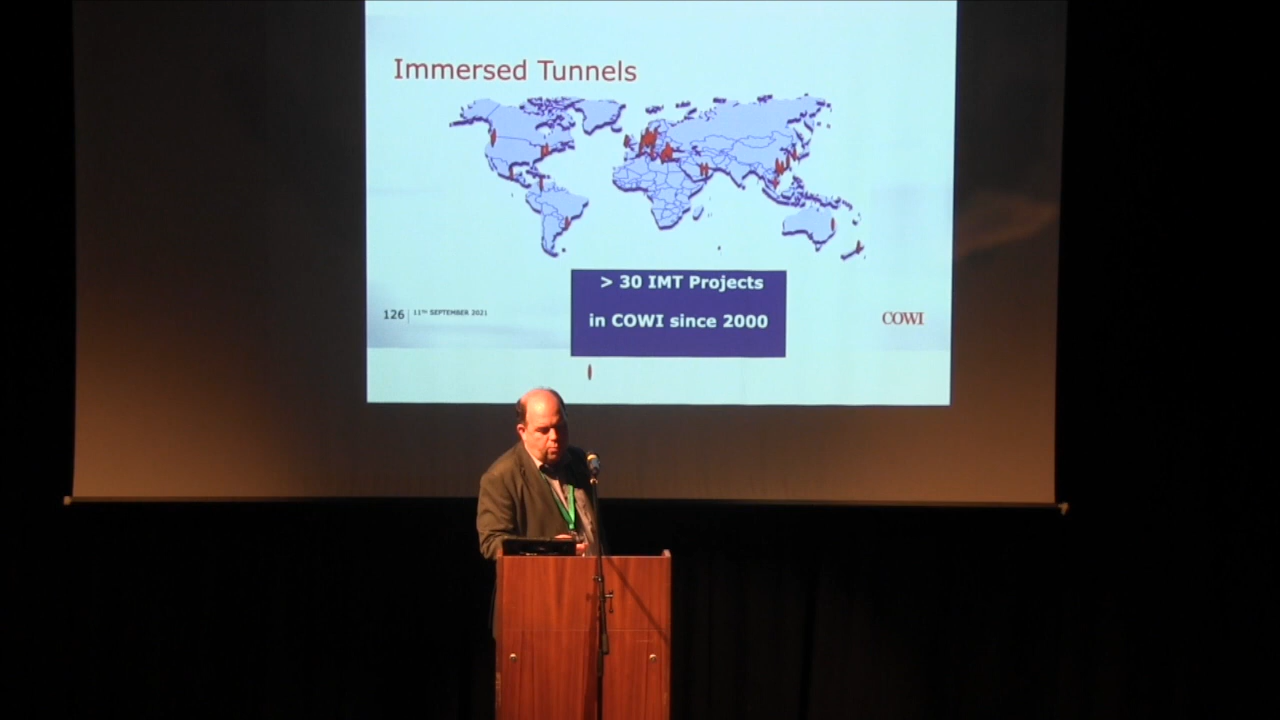 Immersed Tunnels
> 30 IMT Projects
in COWI since 2000
126
11TH SEPTEMBER 2021
COWI